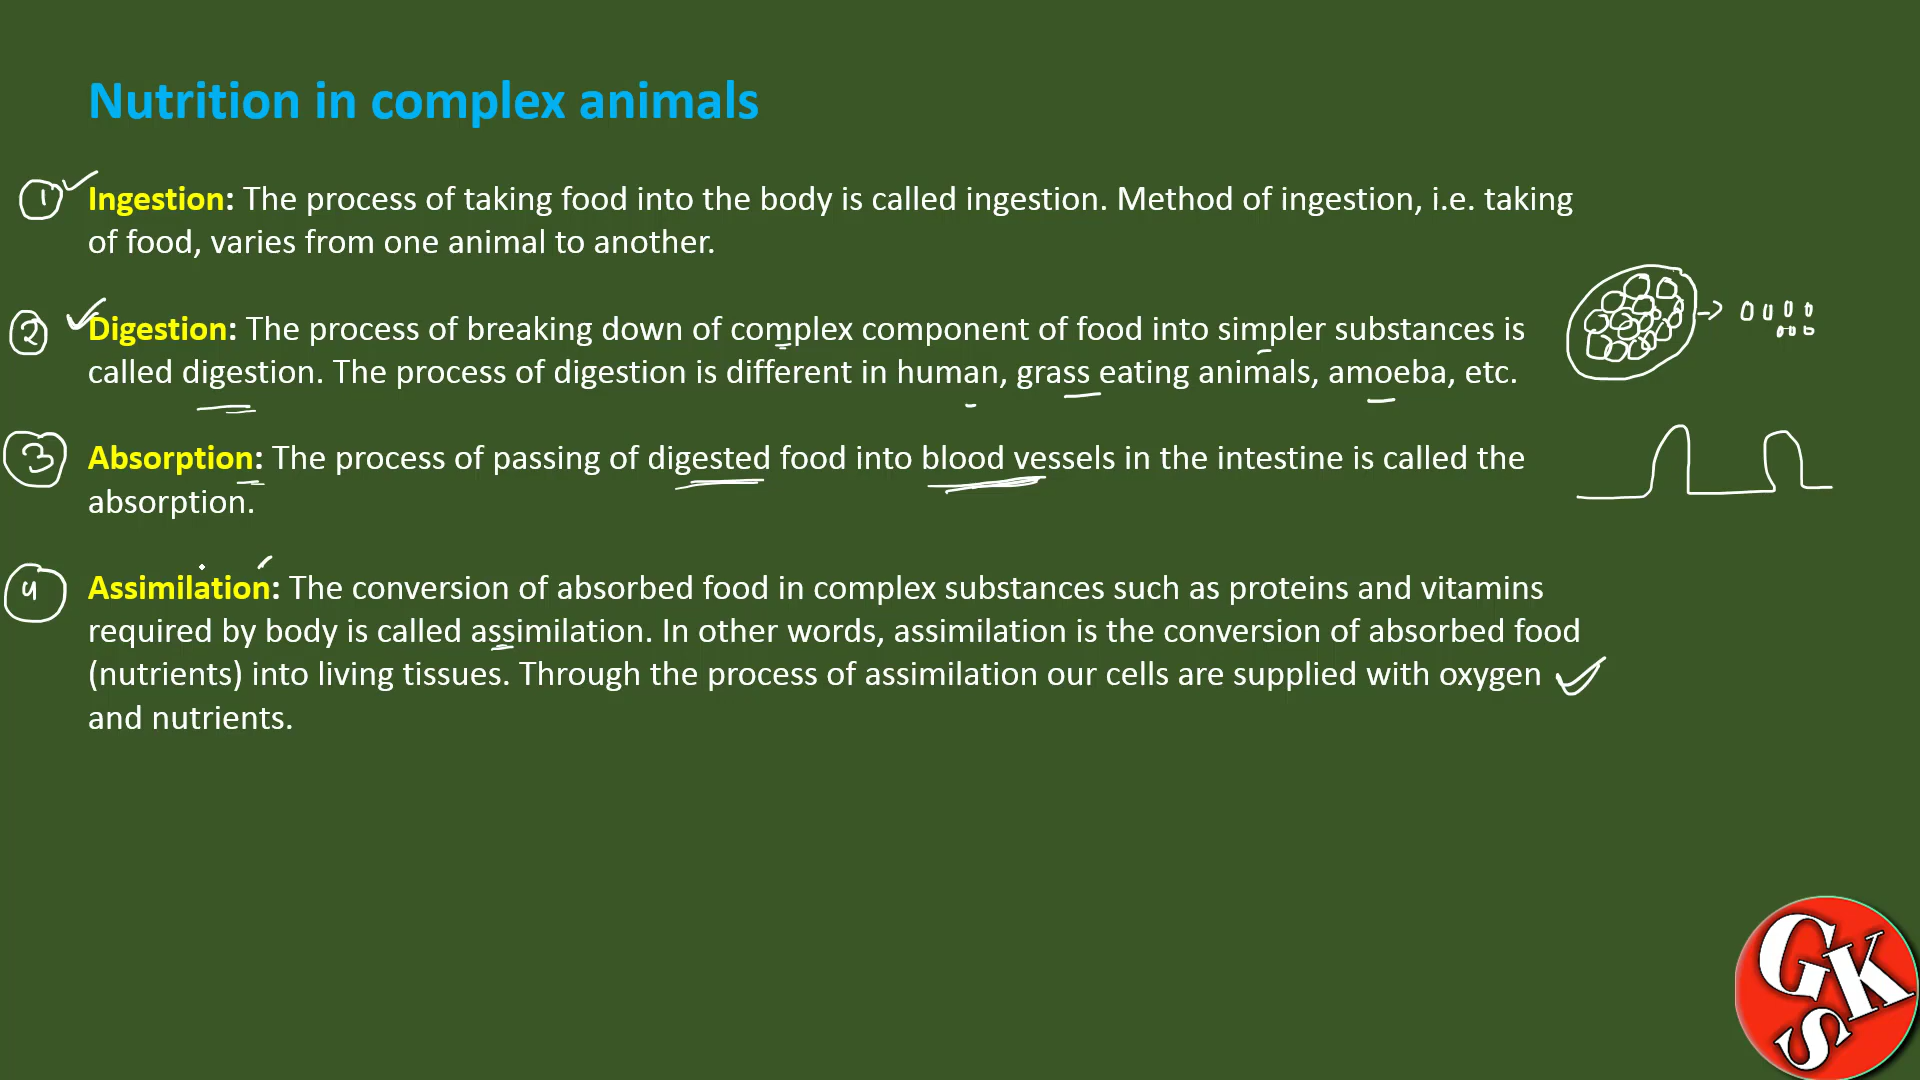 Nutrition in complex animals
1 Ingestion: The process of taking food into the body is called ingestion. Method of ingestion, i.e. taking
of food, varies from one animal to another.
2 Digestion: The process of breaking down of complex component of food into simpler substances is
called digestion. The process of digestion is different in human, grass eating animals, amoeba, etc.
3 Absorption: The process of passing of digested food into blood vessels in the intestine is called the
absorption.
4 Assimilation: The conversion of absorbed food in complex substances such as proteins and vitamins
required by body is called assimilation. In other words, assimilation is the conversion of absorbed food
(nutrients) into living tissues. Through the process of assimilation our cells are supplied with oxygen
and nutrients.
GKS